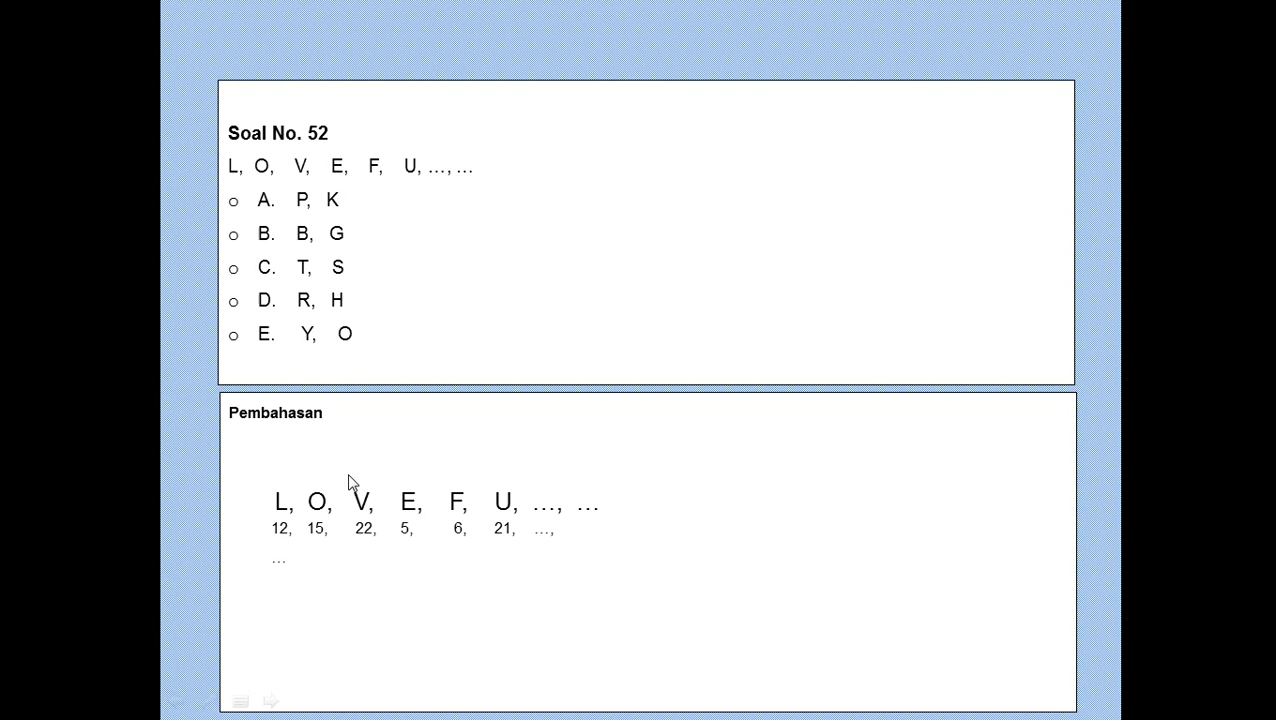 Soal No. 52
L, O, V, E, F, U, ..., ...
o A. P, K
o B. B, G
o C. T, S
o D. R, H
o E. Y, O
Pembahasan
L, O, V, E, F, U, ..., ...
12, 15, 22, 5, 6, 21, ...,
...